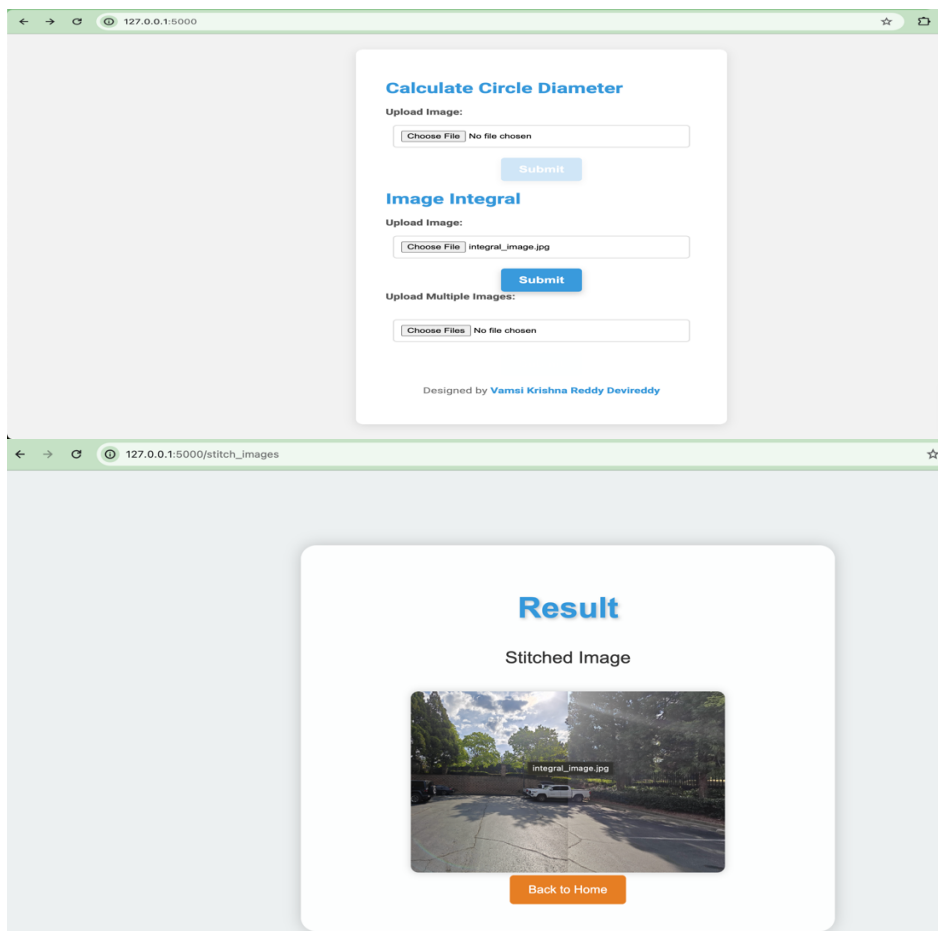 127.0.0.1:5000
Calculate Circle Diameter
Upload Image:
Choose File No file chosen
Submit
Image Integral
Upload Image:
Choose File integral_image.jpg
Submit
Upload Multiple Images:
Choose Files No file chosen
Designed by Vamsi Krishna Reddy Devireddy
127.0.0.1:5000/stitch_images
Result
Stitched Image
integral_image.jpg
Back to Home